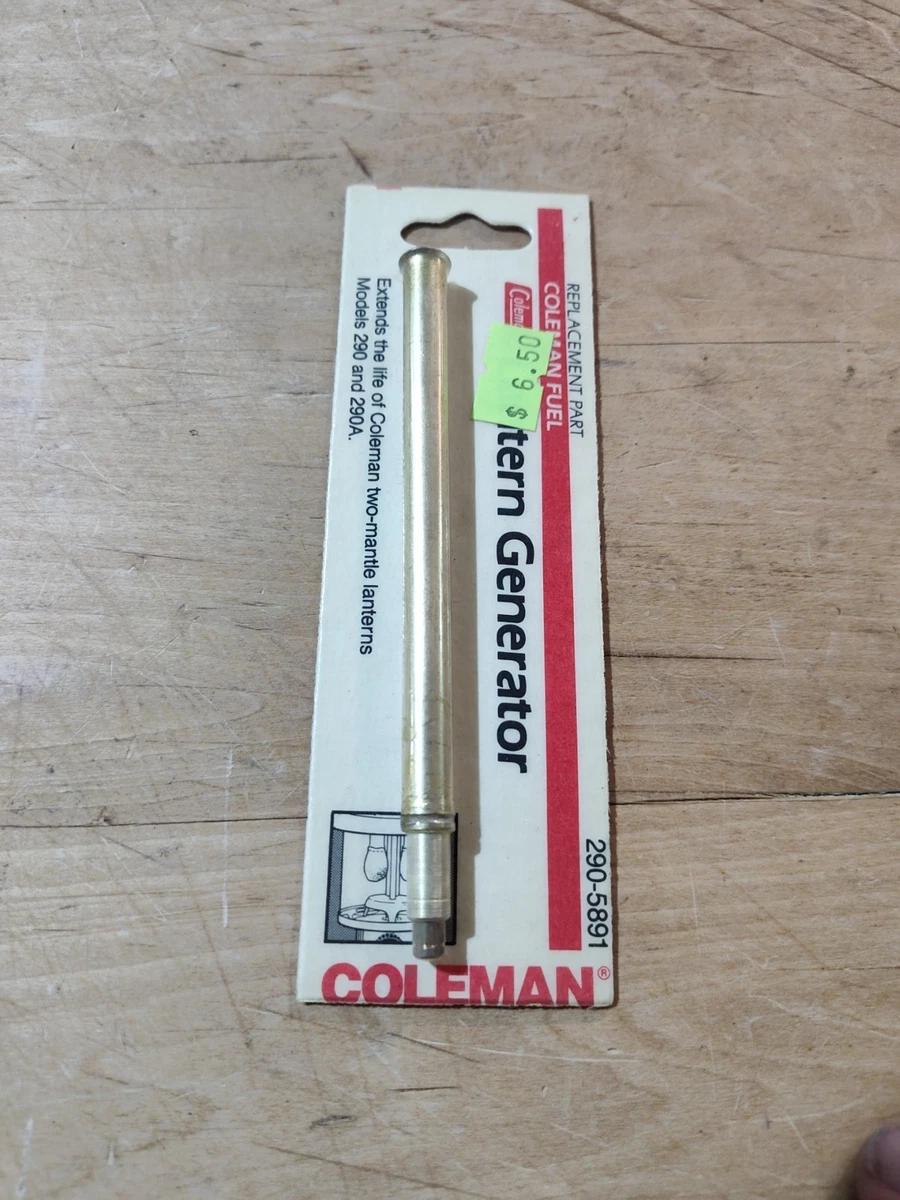 REPLACEMENT PART
COLEMAN FUEL
$ 6.50
Generator
Extends the life of Coleman two-mantle lanterns
Models 290 and 290A.
290-5891
COLEMAN®